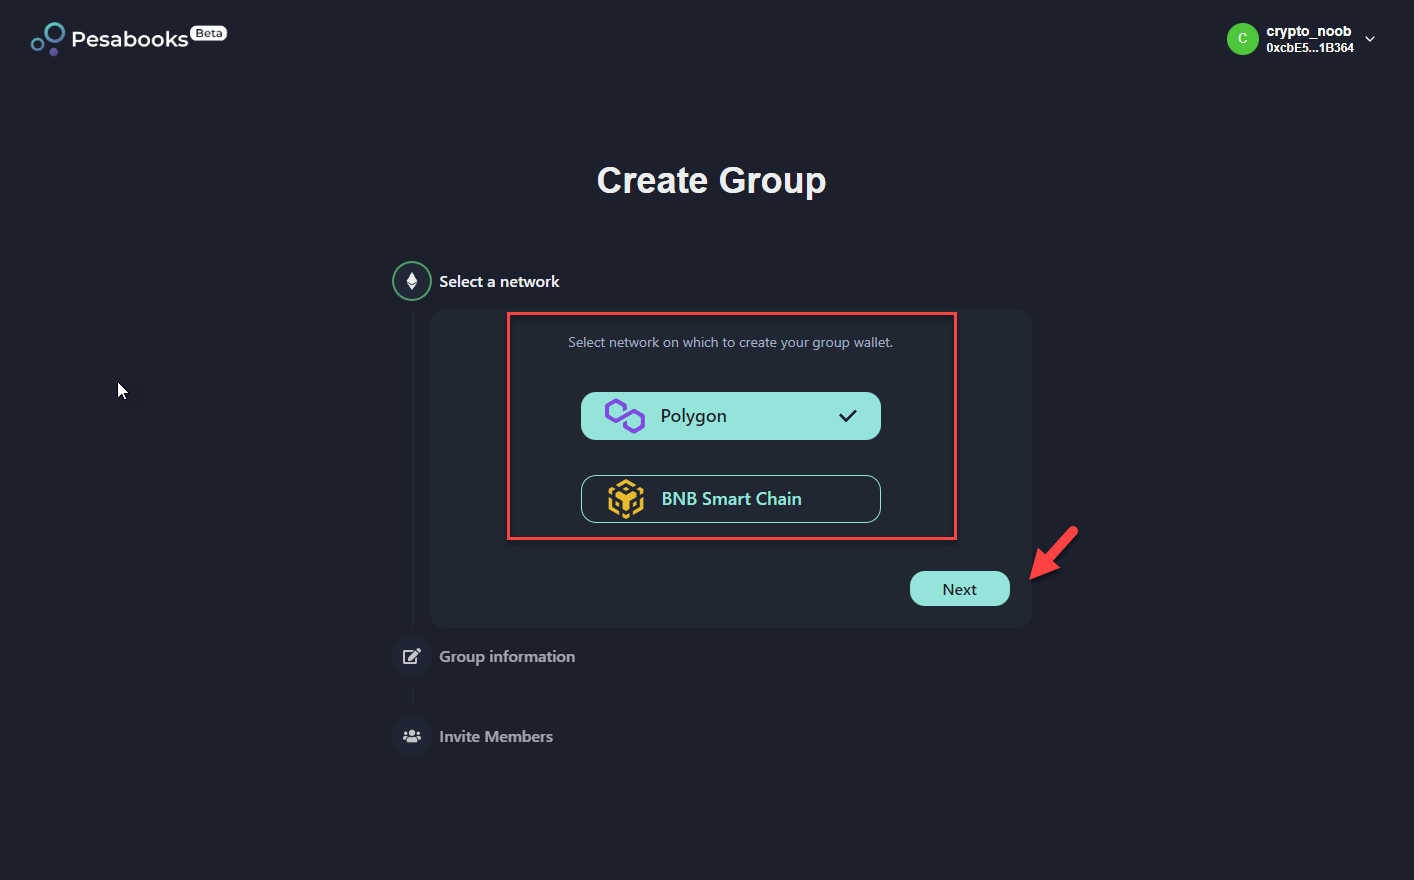 Pesabooks Beta
C
crypto_noob
0xcbE5...1B364
Create Group
Select a network
Select network on which to create your group wallet.
Polygon
BNB Smart Chain
Next
Group information
Invite Members